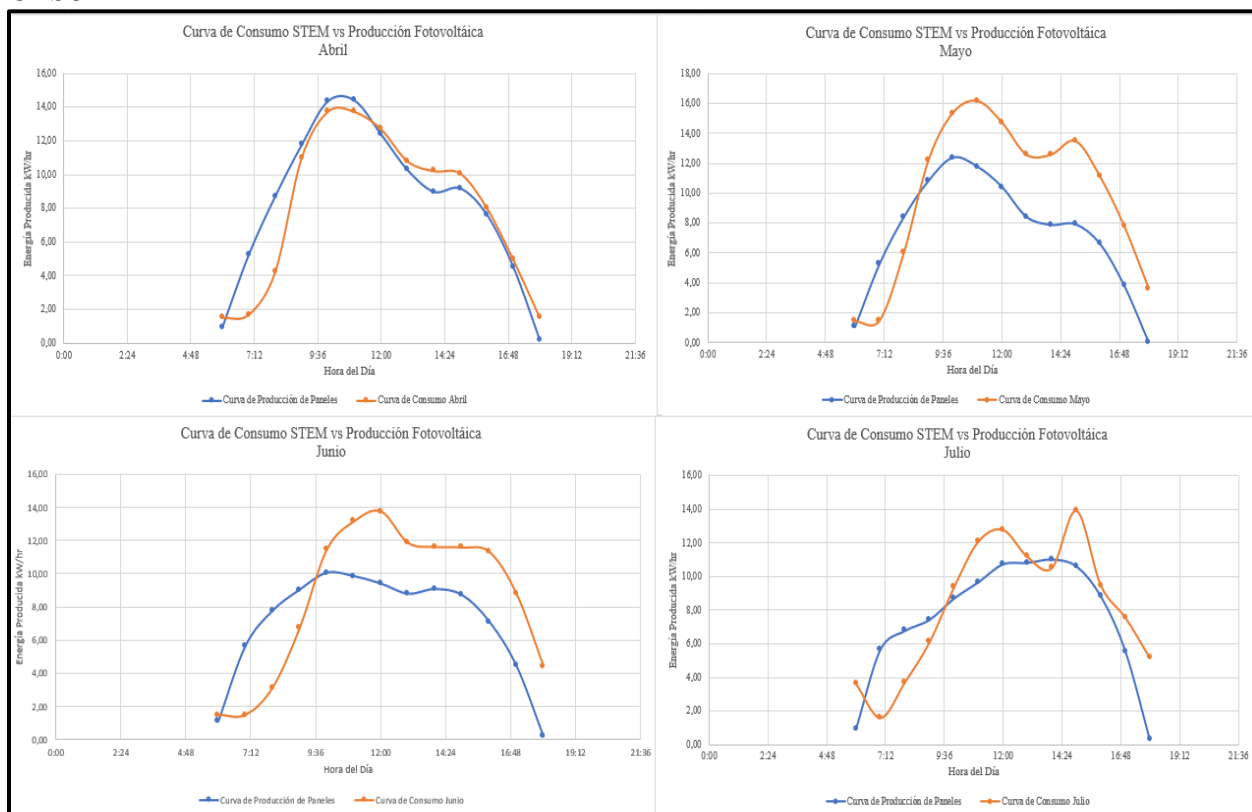 Curva de Consumo STEM vs Producción Fotovoltáica
Abril
16,00
14,00
12,00
10,00
8,00
6,00
4,00
2,00
0,00
Energía Producida kW/hr
0:00 2:24 4:48 7:12 9:36 12:00 14:24 16:48 19:12 21:36
Hora del Día
Curva de Producción de Paneles Curva de Consumo Abril
Curva de Consumo STEM vs Producción Fotovoltáica
Mayo
18,00
16,00
14,00
12,00
10,00
8,00
6,00
4,00
2,00
0,00
Energía Producida kW/hr
0:00 2:24 4:48 7:12 9:36 12:00 14:24 16:48 19:12 21:36
Hora del Día
Curva de Producción de Paneles Curva de Consumo Mayo
Curva de Consumo STEM vs Producción Fotovoltáica
Junio
16,00
14,00
12,00
10,00
8,00
6,00
4,00
2,00
0,00
Energía Producida kW/hr
0:00 2:24 4:48 7:12 9:36 12:00 14:24 16:48 19:12 21:36
Hora del Día
Curva de Producción de Paneles Curva de Consumo Junio
Curva de Consumo STEM vs Producción Fotovoltáica
Julio
16,00
14,00
12,00
10,00
8,00
6,00
4,00
2,00
0,00
Energía Producida kW/hr
0:00 2:24 4:48 7:12 9:36 12:00 14:24 16:48 19:12 21:36
Hora del Día
Curva de Producción de Paneles Curva de Consumo Julio